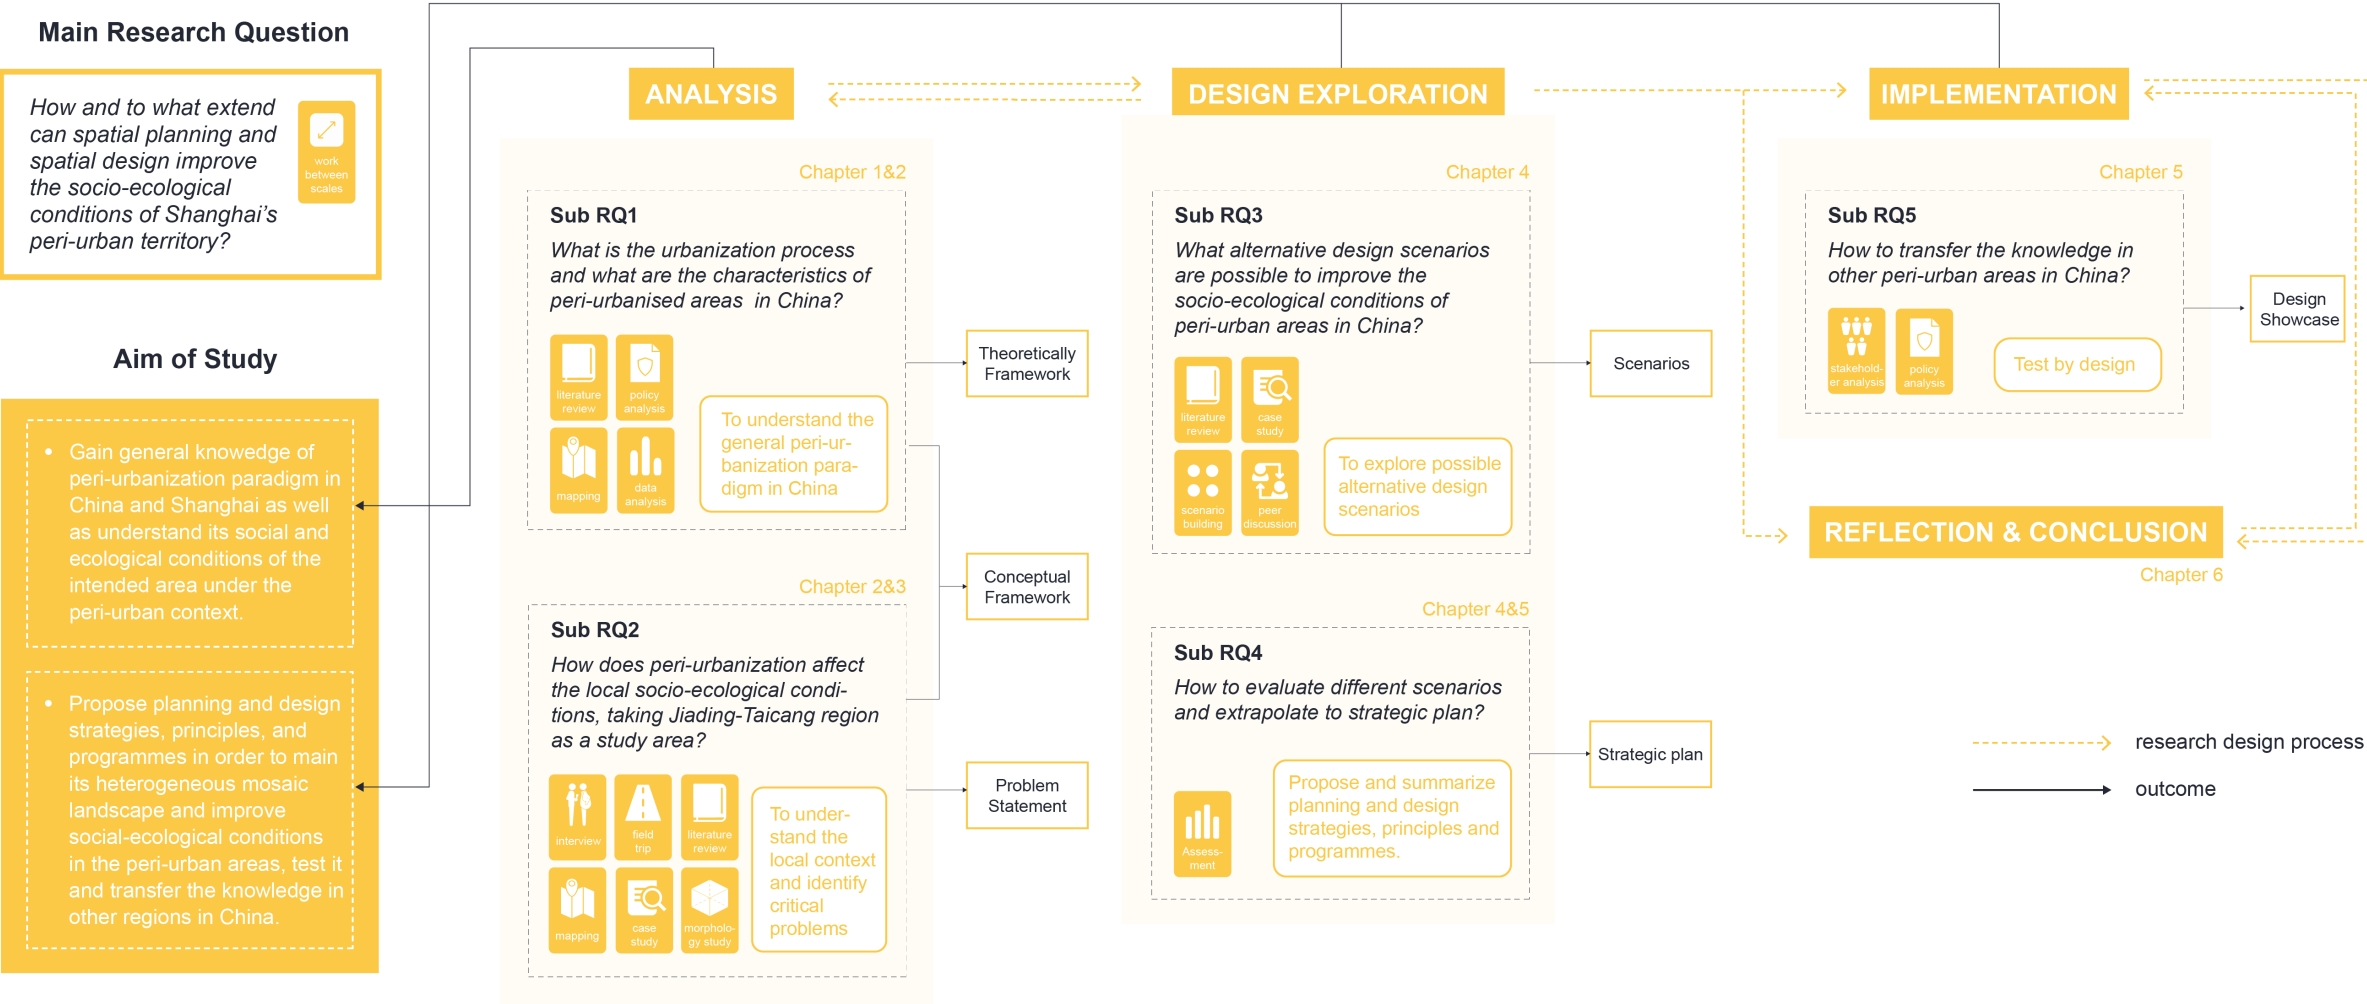 Main Research Question
How and to what extend
can spatial planning and
spatial design improve
the socio-ecological
conditions of Shanghai's
peri-urban territory?
work
between
scales
Aim of Study
• Gain general knowedge of
peri-urbanization paradigm in
China and Shanghai as well
as understand its social and
ecological conditions of the
intended area under the
peri-urban context.
• Propose planning and design
strategies, principles, and
programmes in order to main
its heterogeneous mosaic
landscape and improve
social-ecological conditions
in the peri-urban areas, test it
and transfer the knowledge in
other regions in China.
ANALYSIS
Chapter 1&2
Sub RQ1
What is the urbanization process
and what are the characteristics of
peri-urbanised areas in China?
literature
review
policy
analysis
mapping
data
analysis
To understand the
general peri-ur-
banization para-
digm in China
Theoretically
Framework
Conceptual
Framework
Chapter 2&3
Sub RQ2
How does peri-urbanization affect
the local socio-ecological condi-
tions, taking Jiading-Taicang region
as a study area?
interview
field
trip
literature
review
mapping
case
study
morpholo-
gy study
To under-
stand the
local context
and identify
critical
problems
Problem
Statement
DESIGN EXPLORATION
Chapter 4
Sub RQ3
What alternative design scenarios
are possible to improve the
socio-ecological conditions of
peri-urban areas in China?
literature
review
case
study
scenario
building
peer
discussion
To explore possible
alternative design
scenarios
Scenarios
Chapter 4&5
Sub RQ4
How to evaluate different scenarios
and extrapolate to strategic plan?
Assess-
ment
Propose and summarize
planning and design
strategies, principles and
programmes.
Strategic plan
IMPLEMENTATION
Chapter 5
Sub RQ5
How to transfer the knowledge in
other peri-urban areas in China?
stakehold-
er analysis
policy
analysis
Test by design
Design
Showcase
REFLECTION & CONCLUSION
Chapter 6
research design process
outcome